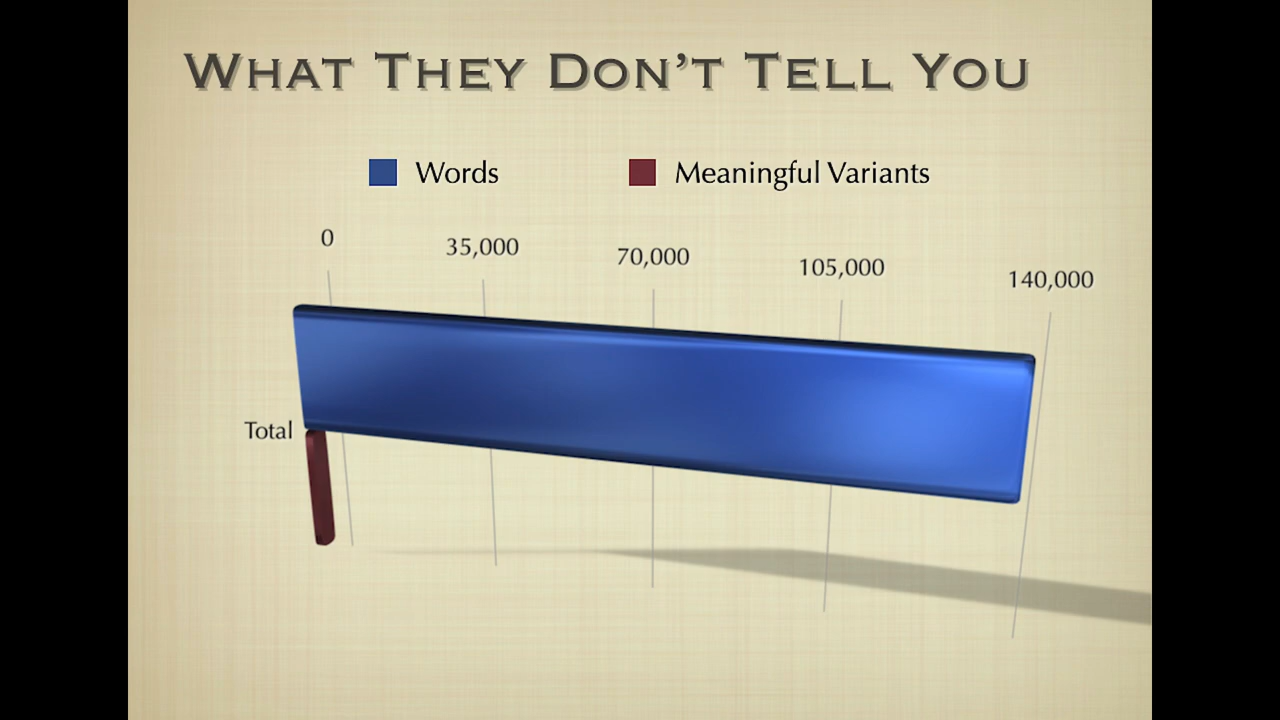 What They Don't Tell You
Words
Meaningful Variants
0
35,000
70,000
105,000
140,000
Total